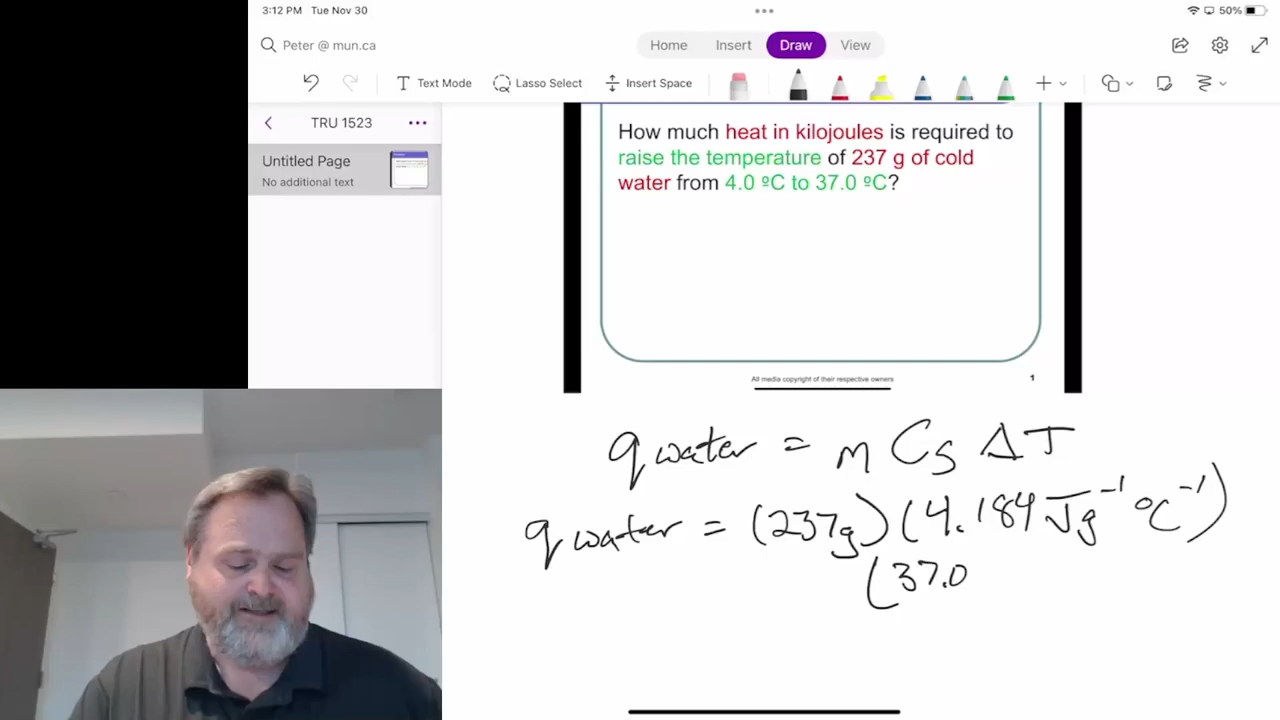 3:12 PM Tue Nov 30
50%
Peter @ mun.ca
Home Insert Draw View
Text Mode Lasso Select Insert Space
TRU 1523
Untitled Page
No additional text
How much heat in kilojoules is required to
raise the temperature of 237 g of cold
water from 4.0 ºC to 37.0 ºC?
All media copyright of their respective owners
1
q water = m Cs ΔT
q water = (237g) (4.184 Jg⁻¹ °C⁻¹)
(37.0